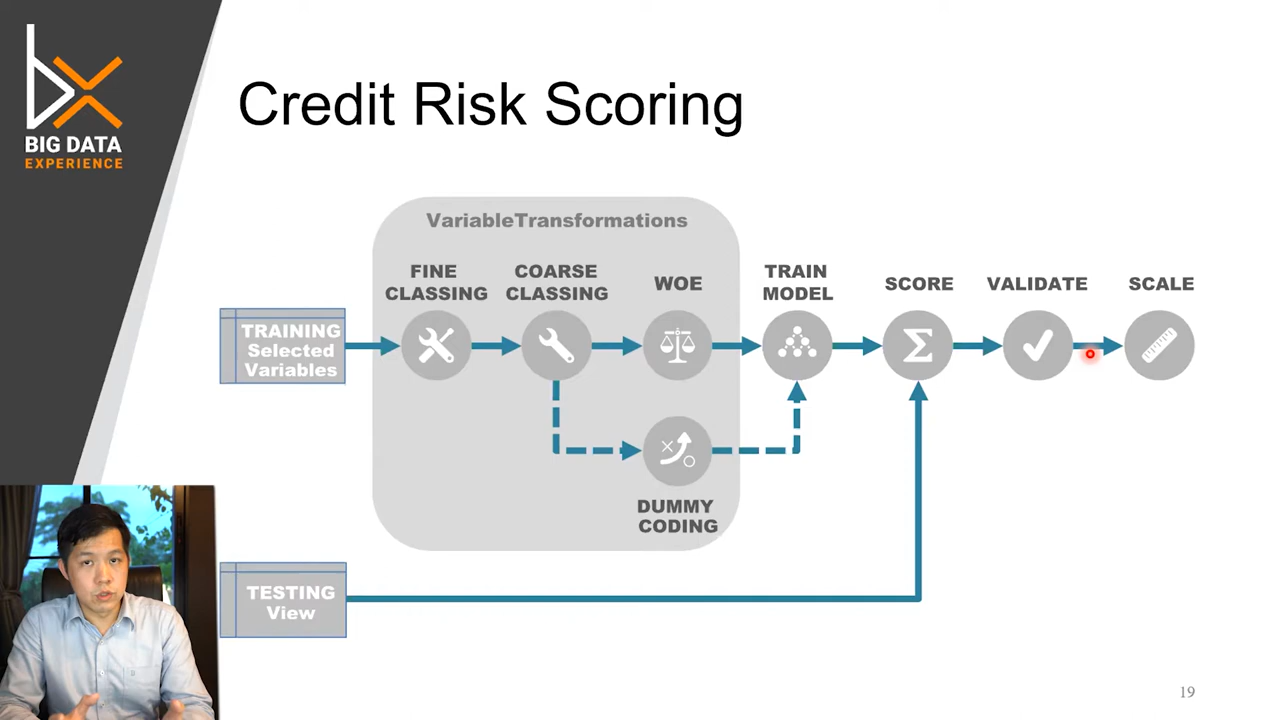 BIG DATA
EXPERIENCE
Credit Risk Scoring
VariableTransformations
FINE
CLASSING
COARSE
CLASSING
WOE
TRAIN
MODEL
SCORE
VALIDATE
SCALE
TRAINING
Selected
Variables
DUMMY
CODING
TESTING
View
19